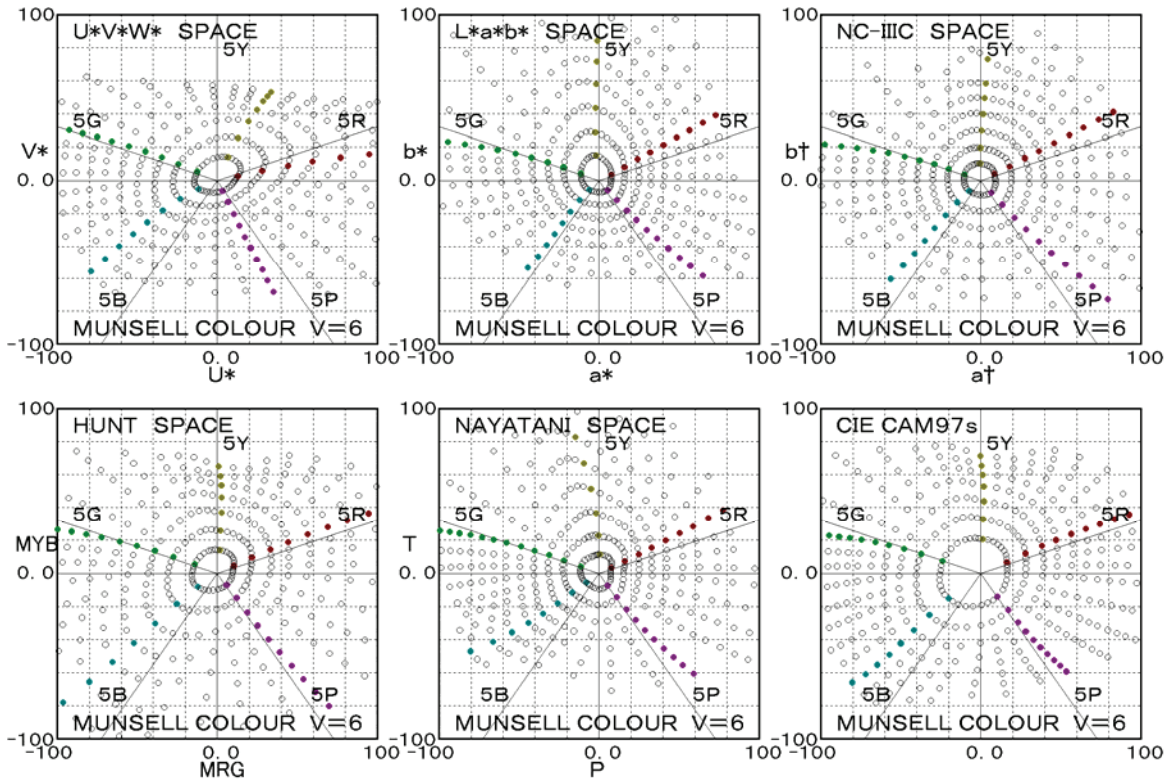 100
U*V*W* SPACE
5Y
5G
5R
V*
0.0
5B
5P
MUNSELL COLOUR V=6
-100
-100
0.0
100
U*
100
L*a*b* SPACE
5Y
5G
5R
b*
0.0
5B
5P
MUNSELL COLOUR V=6
-100
-100
0.0
100
a*
100
NC-IIIC SPACE
5Y
5G
5R
b†
0.0
5B
5P
MUNSELL COLOUR V=6
-100
-100
0.0
100
a†
100
HUNT SPACE
5Y
5G
5R
MYB
0.0
5B
5P
MUNSELL COLOUR V=6
-100
-100
0.0
100
MRG
100
NAYATANI SPACE
5Y
5G
5R
T
0.0
5B
5P
MUNSELL COLOUR V=6
-100
-100
0.0
100
P
100
CIE CAM97s
5Y
5G
5R
0.0
5B
5P
MUNSELL COLOUR V=6
-100
-100
0.0
100